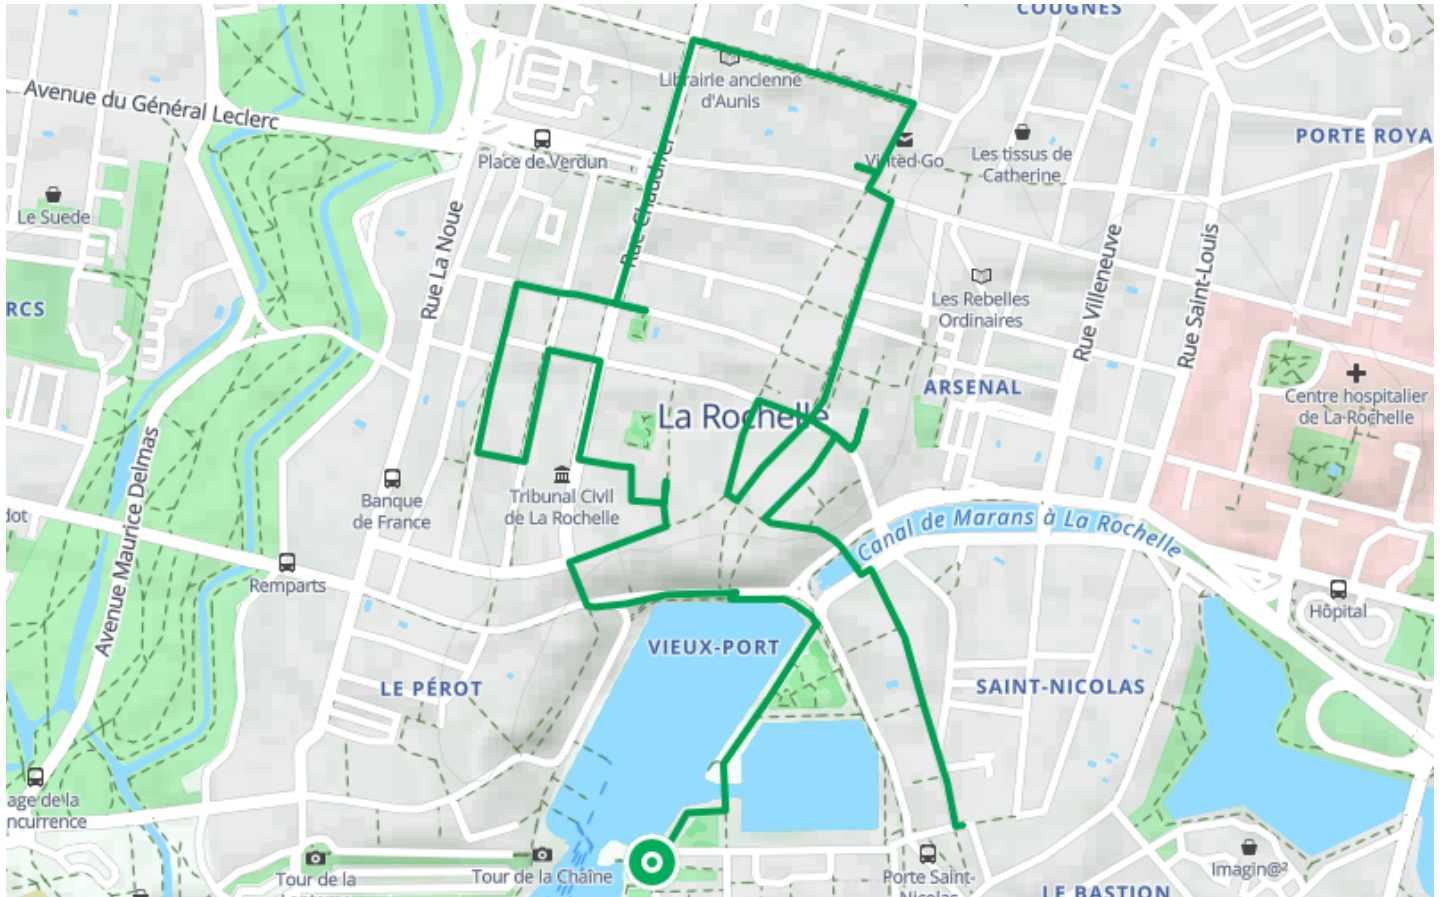 COUGNES
Librairie ancienne
d'Aunis
Avenue du Général Leclerc
Place de Verdun
Vinted-Go
Les tissus de
Catherine
PORTE ROYA
Le Suede
Rue La Noue
Rue Chaudrier
Rue Villeneuve
Rue Saint-Louis
RCS
Les Rebelles
Ordinaires
ARSENAL
La Rochelle
Centre hospitalier
de La Rochelle
Avenue Maurice Delmas
Banque
de France
Tribunal Civil
de La Rochelle
dot
Canal de Marans à La Rochelle
Remparts
Hôpital
VIEUX-PORT
LE PÉROT
SAINT-NICOLAS
age de la
ncurrence
Tour de la
Tour de la Chaîne
Porte Saint-
Nicolas
Imagin@²
LE BASTION